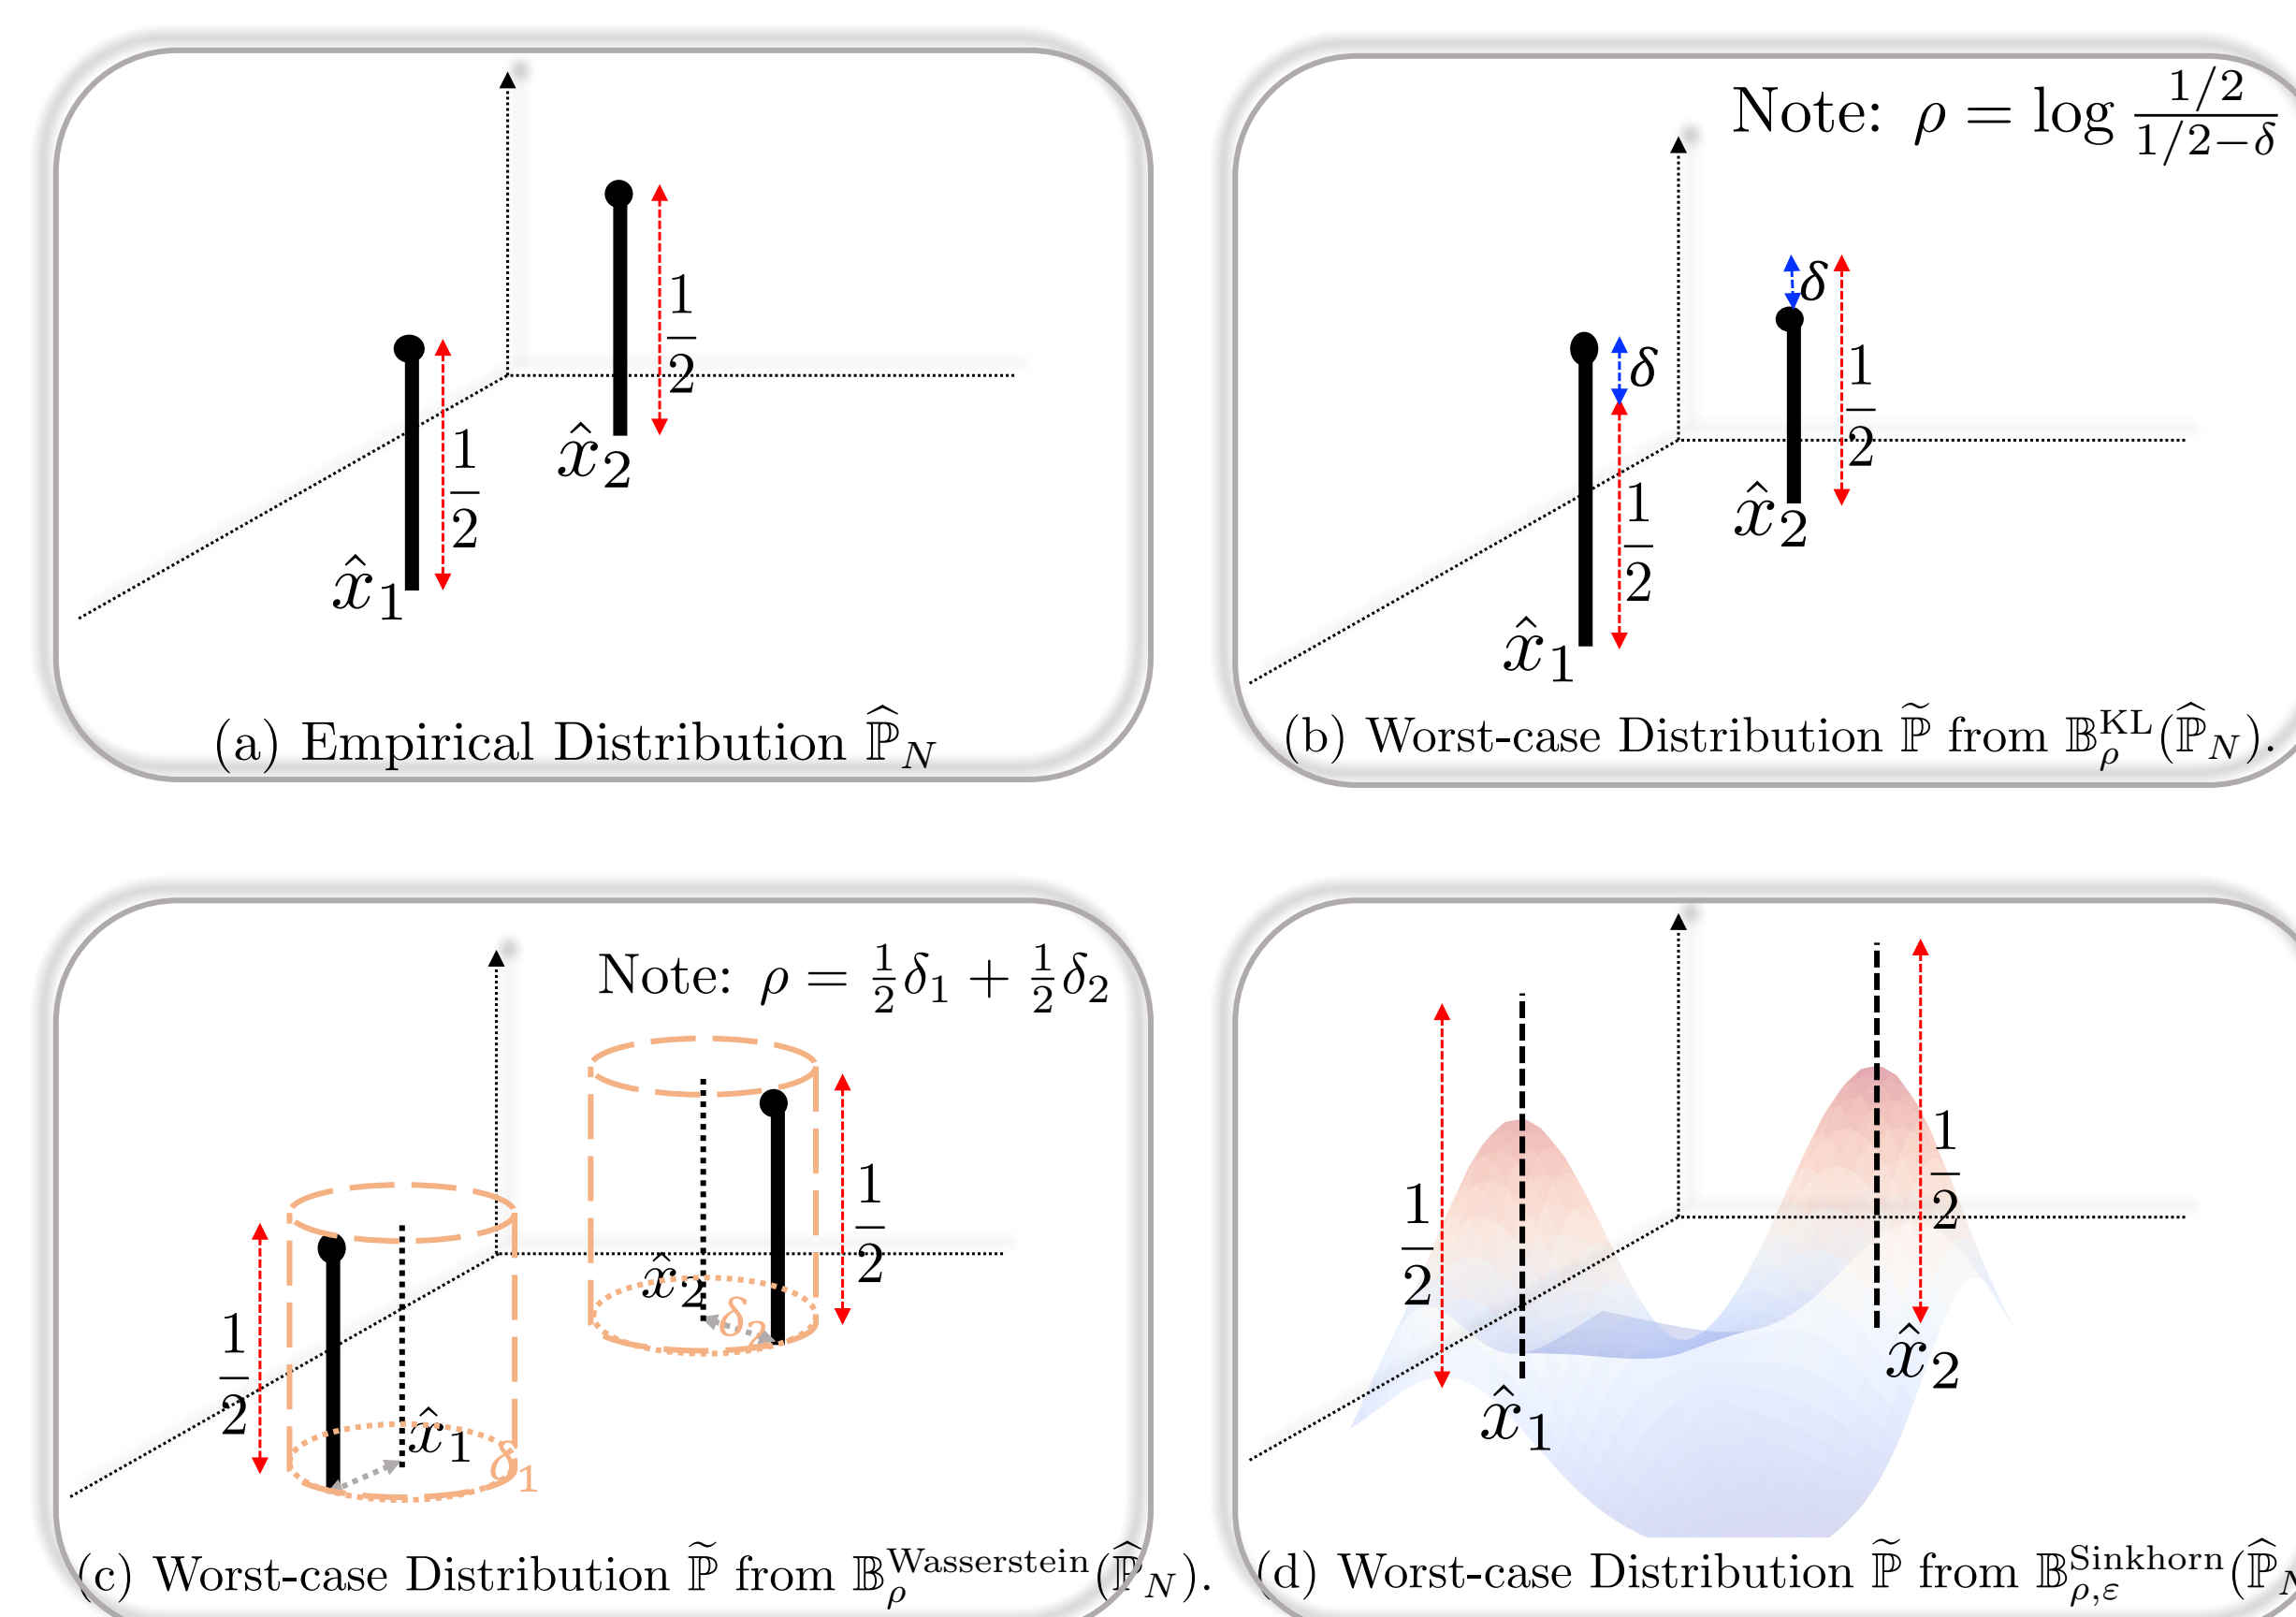 1/2
x̂₂
1/2
x̂₁
(a) Empirical Distribution ℙ̂_N
Note: ρ = log (1/2)/(1/2−δ)
δ
δ
1/2
x̂₂
1/2
x̂₁
(b) Worst-case Distribution ℙ̃ from 𝔹_ρ^KL(ℙ̂_N).
Note: ρ = ½δ₁ + ½δ₂
1/2
x̂₂
δ₂
1/2
x̂₁
δ₁
(c) Worst-case Distribution ℙ̃ from 𝔹_ρ^Wasserstein(ℙ̂_N).
1/2
1/2
x̂₂
x̂₁
(d) Worst-case Distribution ℙ̃ from 𝔹_{ρ,ε}^Sinkhorn(ℙ̂_N